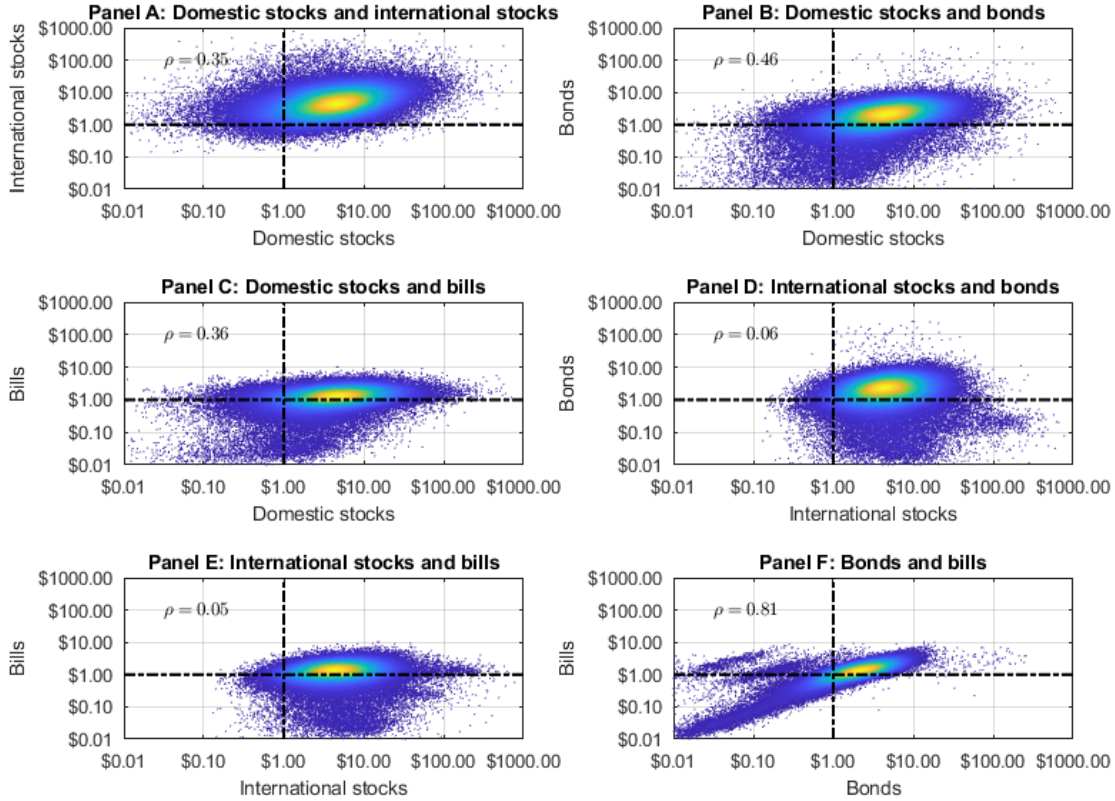 Panel A: Domestic stocks and international stocks
International stocks
$1000.00
$100.00
$10.00
$1.00
$0.10
$0.01
ρ = 0.35
$0.01 $0.10 $1.00 $10.00 $100.00 $1000.00
Domestic stocks
Panel B: Domestic stocks and bonds
Bonds
$1000.00
$100.00
$10.00
$1.00
$0.10
$0.01
ρ = 0.46
$0.01 $0.10 $1.00 $10.00 $100.00 $1000.00
Domestic stocks
Panel C: Domestic stocks and bills
Bills
$1000.00
$100.00
$10.00
$1.00
$0.10
$0.01
ρ = 0.36
$0.01 $0.10 $1.00 $10.00 $100.00 $1000.00
Domestic stocks
Panel D: International stocks and bonds
Bonds
$1000.00
$100.00
$10.00
$1.00
$0.10
$0.01
ρ = 0.06
$0.01 $0.10 $1.00 $10.00 $100.00 $1000.00
International stocks
Panel E: International stocks and bills
Bills
$1000.00
$100.00
$10.00
$1.00
$0.10
$0.01
ρ = 0.05
$0.01 $0.10 $1.00 $10.00 $100.00 $1000.00
International stocks
Panel F: Bonds and bills
Bills
$1000.00
$100.00
$10.00
$1.00
$0.10
$0.01
ρ = 0.81
$0.01 $0.10 $1.00 $10.00 $100.00 $1000.00
Bonds